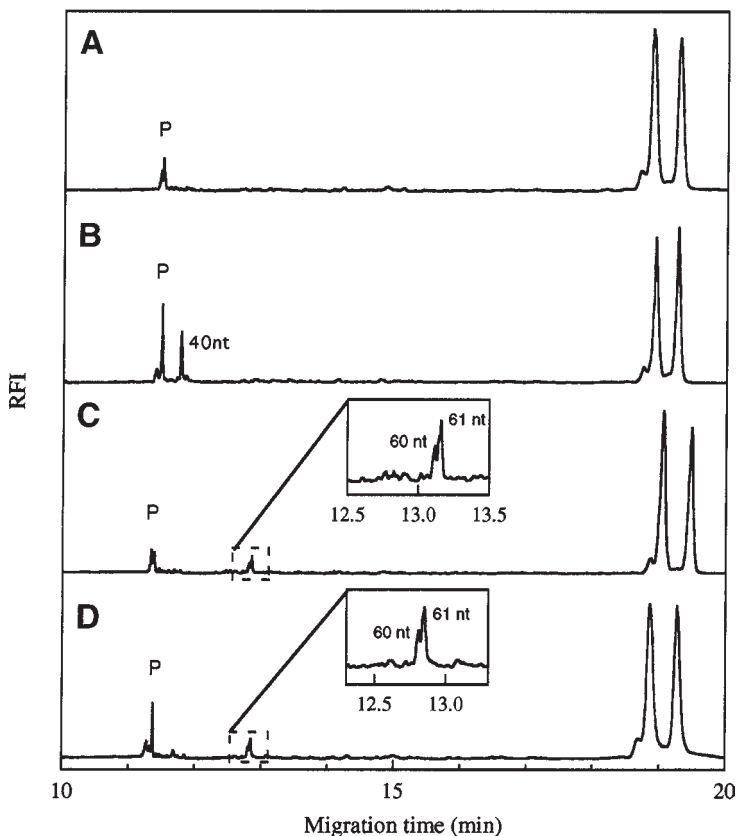 A
P
B
P
40nt
RFI
C
P
60 nt
61 nt
12.5 13.0 13.5
D
P
60 nt
61 nt
12.5 13.0
10 15 20
Migration time (min)